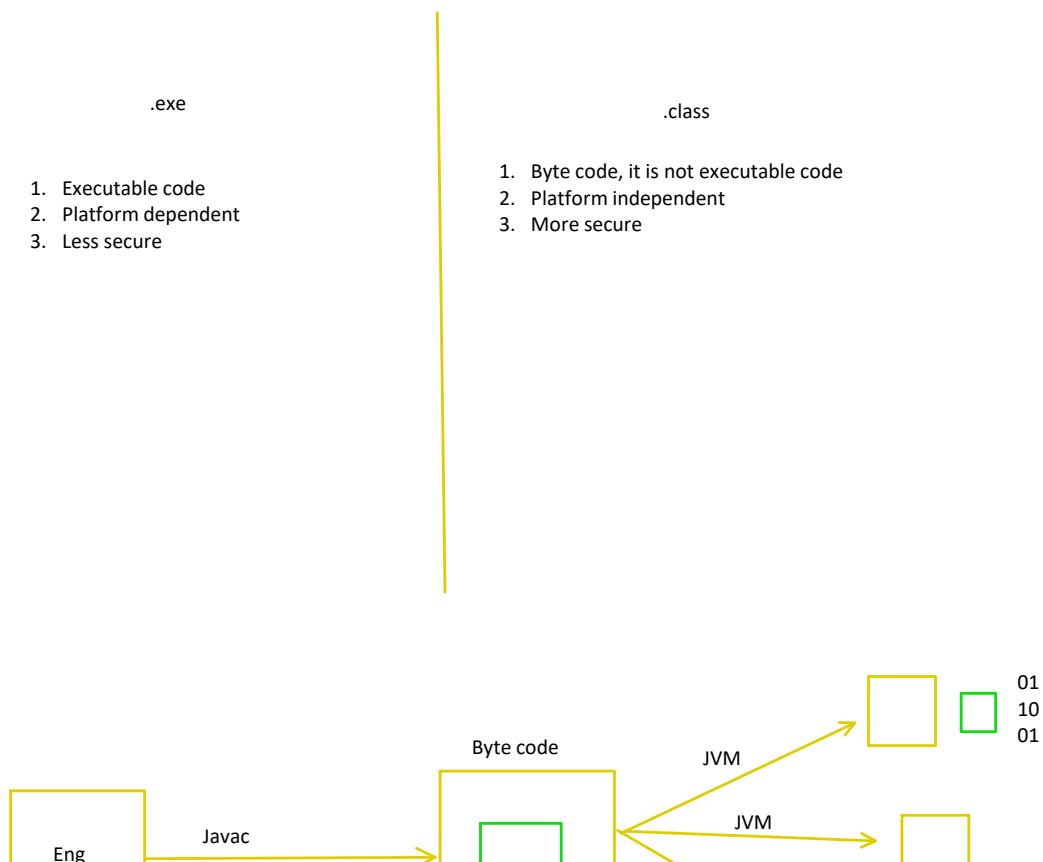 .exe
1. Executable code
2. Platform dependent
3. Less secure
.class
1. Byte code, it is not executable code
2. Platform independent
3. More secure
01
10
01
Byte code
JVM
JVM
Javac
Eng